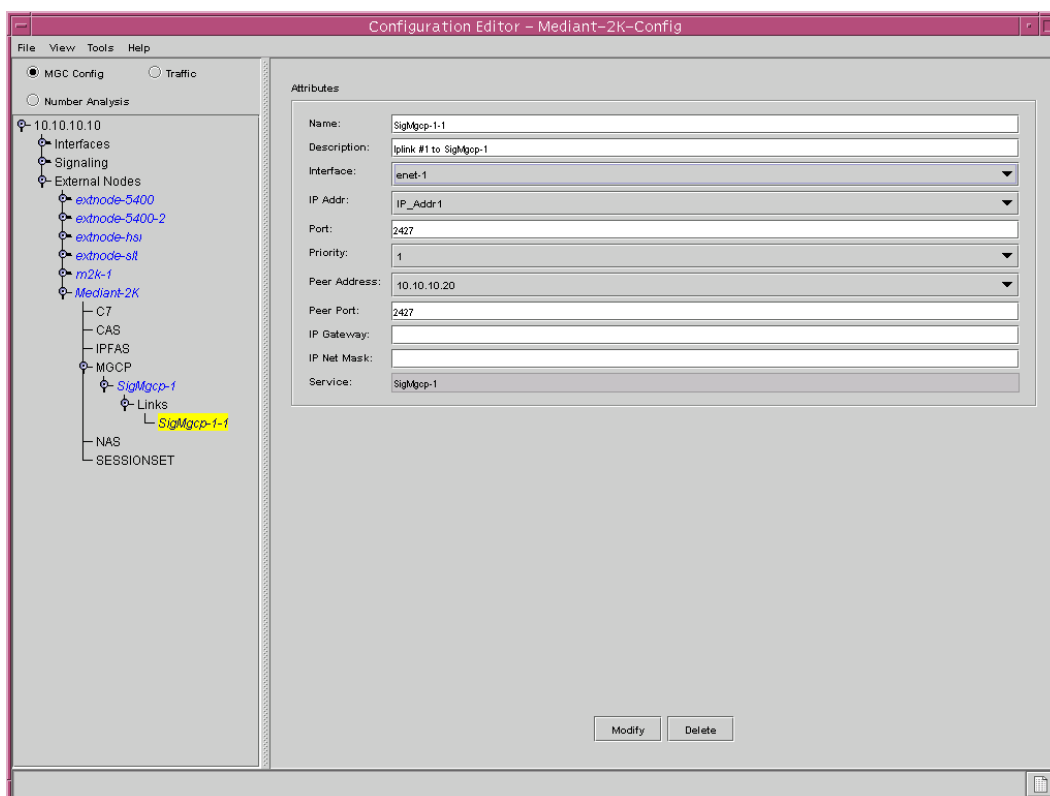 Configuration Editor – Mediant–2K–Config
File View Tools Help
MGC Config Traffic
Number Analysis
10.10.10.10
Interfaces
Signaling
External Nodes
extnode-5400
extnode-5400-2
extnode-hsi
extnode-slt
m2k-1
Mediant-2K
C7
CAS
IPFAS
MGCP
SigMgcp-1
Links
SigMgcp-1-1
NAS
SESSIONSET
Attributes
Name: SigMgcp-1-1
Description: Iplink #1 to SigMgcp-1
Interface: enet-1
IP Addr: IP_Addr1
Port: 2427
Priority: 1
Peer Address: 10.10.10.20
Peer Port: 2427
IP Gateway:
IP Net Mask:
Service: SigMgcp-1
Modify Delete